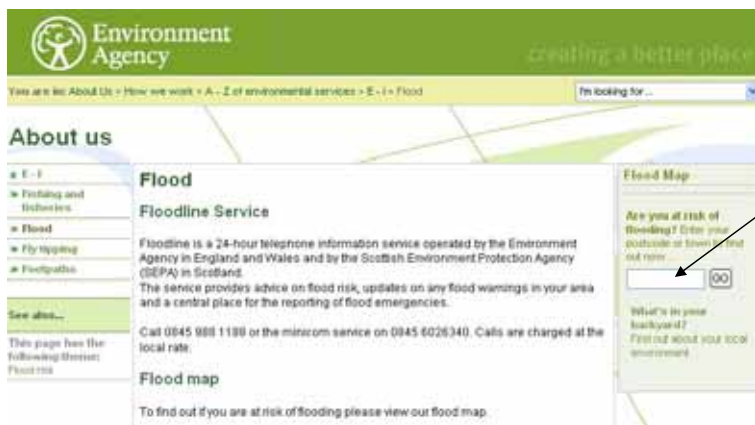 Environment
Agency
creating a better place
You are in: About Us > How we work > A - Z of environmental services > E - I > Flood
I'm looking for ...
About us
E - I
Fishing and
fisheries
Flood
Fly tipping
Footpaths
See also...
This page has the
following themes:
Flood risk
Flood
Floodline Service
Floodline is a 24-hour telephone information service operated by the Environment
Agency in England and Wales and by the Scottish Environment Protection Agency
(SEPA) in Scotland.
The service provides advice on flood risk, updates on any flood warnings in your area
and a central place for the reporting of flood emergencies.
Call 0845 988 1188 or the minicom service on 0845 6026340. Calls are charged at the
local rate.
Flood map
To find out if you are at risk of flooding please view our flood map.
Flood Map
Are you at risk of
flooding? Enter your
postcode or town to find
out now...
GO
What's in your
backyard?
Find out about your local
environment